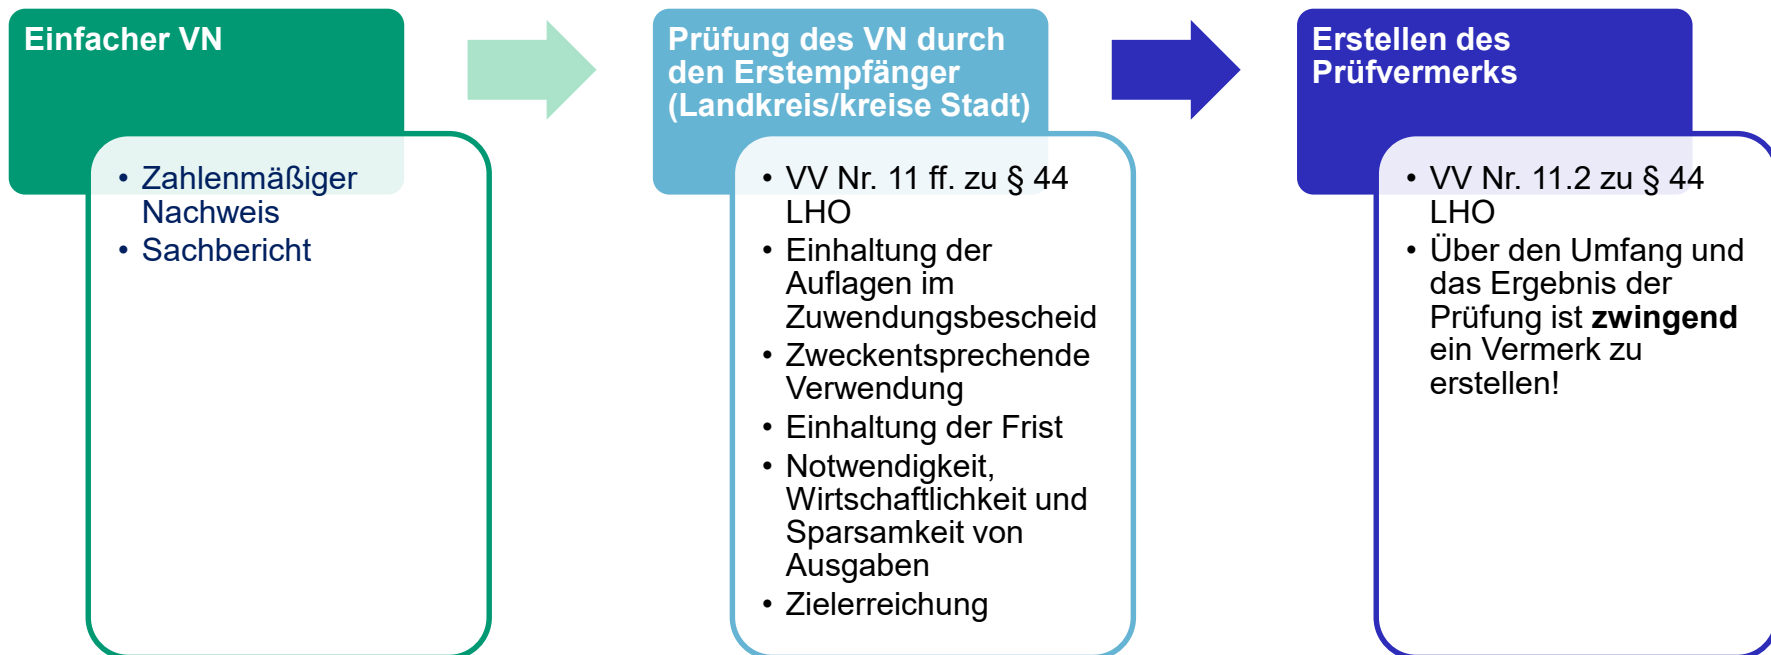 Einfacher VN
• Zahlenmäßiger
Nachweis
• Sachbericht
Prüfung des VN durch
den Erstempfänger
(Landkreis/kreise Stadt)
• VV Nr. 11 ff. zu § 44
LHO
• Einhaltung der
Auflagen im
Zuwendungsbescheid
• Zweckentsprechende
Verwendung
• Einhaltung der Frist
• Notwendigkeit,
Wirtschaftlichkeit und
Sparsamkeit von
Ausgaben
• Zielerreichung
Erstellen des
Prüfvermerks
• VV Nr. 11.2 zu § 44
LHO
• Über den Umfang und
das Ergebnis der
Prüfung ist zwingend
ein Vermerk zu
erstellen!